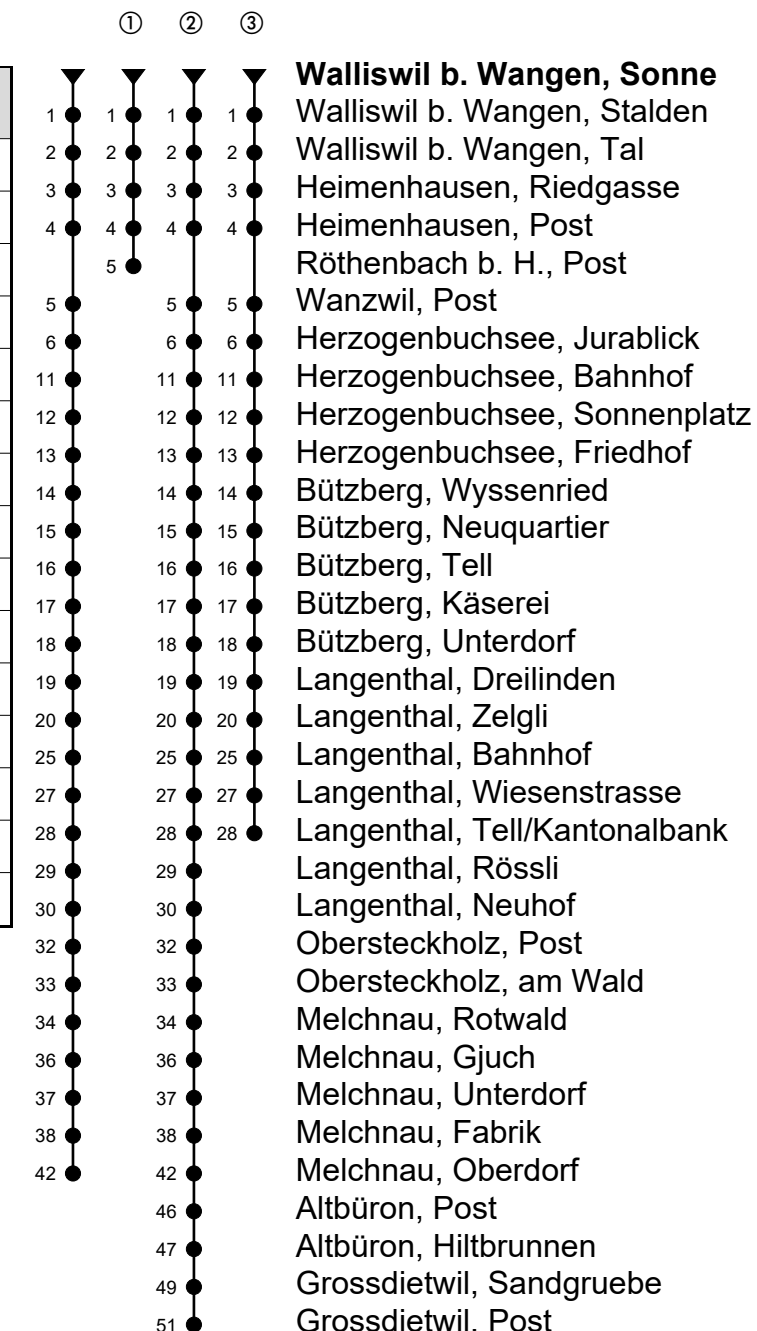 ① ② ③
Walliswil b. Wangen, Sonne
1 1 1 1 Walliswil b. Wangen, Stalden
2 2 2 2 Walliswil b. Wangen, Tal
3 3 3 3 Heimenhausen, Riedgasse
4 4 4 4 Heimenhausen, Post
5 Röthenbach b. H., Post
5 5 5 Wanzwil, Post
6 6 6 Herzogenbuchsee, Jurablick
11 11 11 Herzogenbuchsee, Bahnhof
12 12 12 Herzogenbuchsee, Sonnenplatz
13 13 13 Herzogenbuchsee, Friedhof
14 14 14 Bützberg, Wyssenried
15 15 15 Bützberg, Neuquartier
16 16 16 Bützberg, Tell
17 17 17 Bützberg, Käserei
18 18 18 Bützberg, Unterdorf
19 19 19 Langenthal, Dreilinden
20 20 20 Langenthal, Zelgli
25 25 25 Langenthal, Bahnhof
27 27 27 Langenthal, Wiesenstrasse
28 28 28 Langenthal, Tell/Kantonalbank
29 29 Langenthal, Rössli
30 30 Langenthal, Neuhof
32 32 Obersteckholz, Post
33 33 Obersteckholz, am Wald
34 34 Melchnau, Rotwald
36 36 Melchnau, Gjuch
37 37 Melchnau, Unterdorf
38 38 Melchnau, Fabrik
42 42 Melchnau, Oberdorf
46 Altbüron, Post
47 Altbüron, Hiltbrunnen
49 Grossdietwil, Sandgruebe
51 Grossdietwil, Post